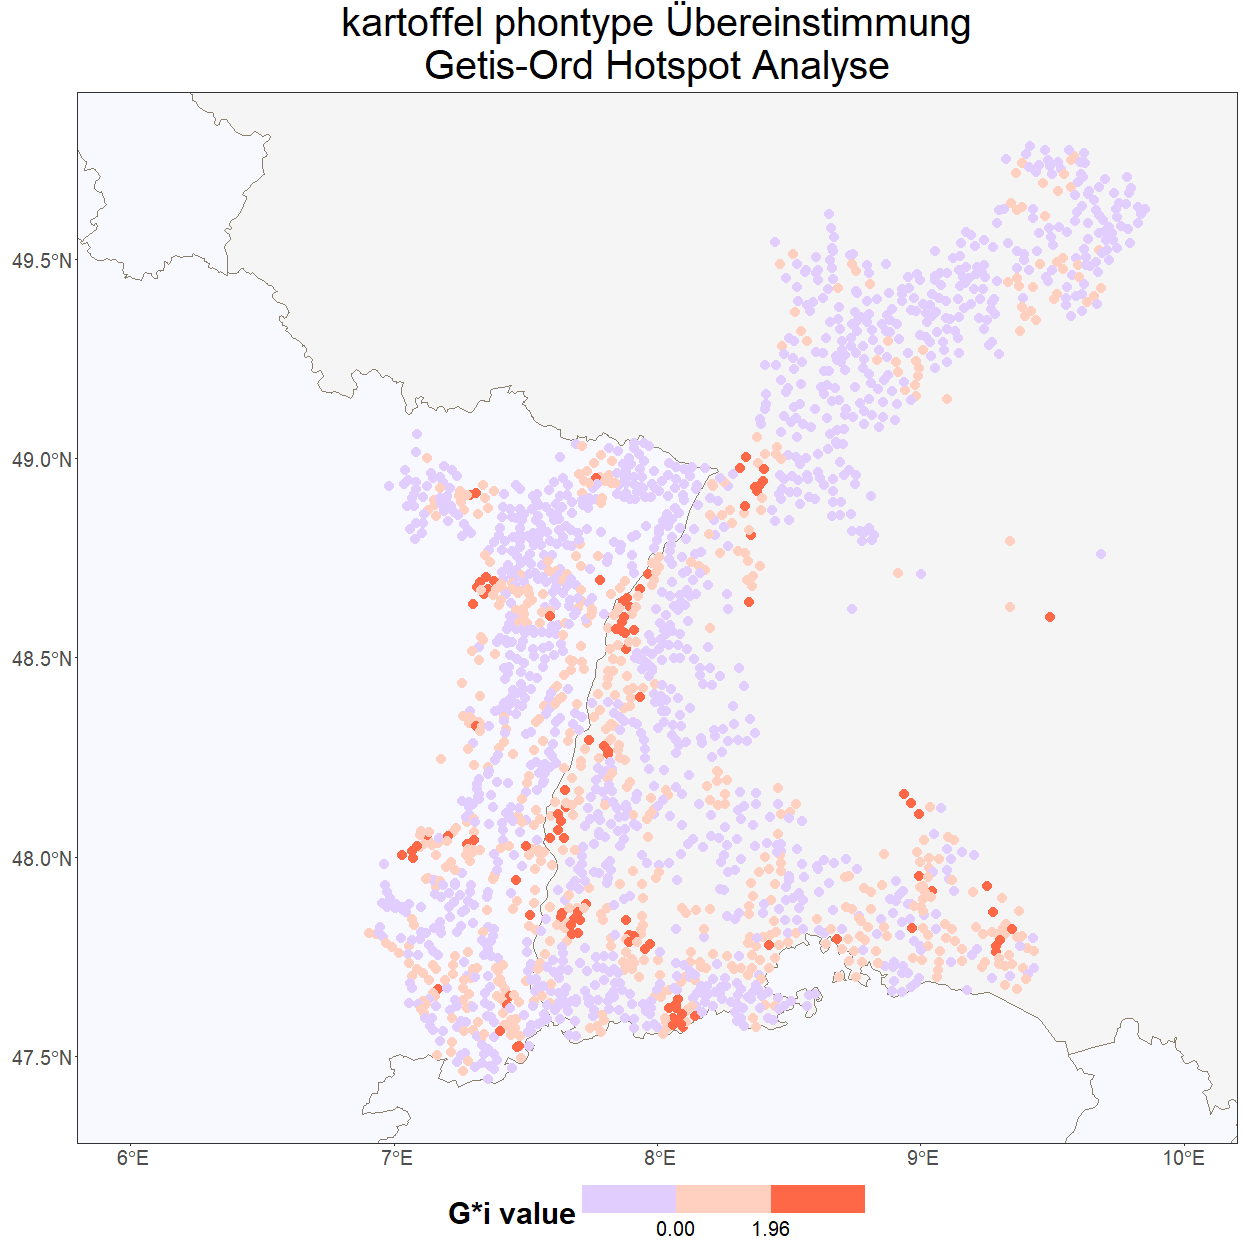 kartoffel phontype Übereinstimmung
Getis-Ord Hotspot Analyse
49.5°N
49.0°N
48.5°N
48.0°N
47.5°N
6°E
7°E
8°E
9°E
10°E
G*i value
0.00
1.96